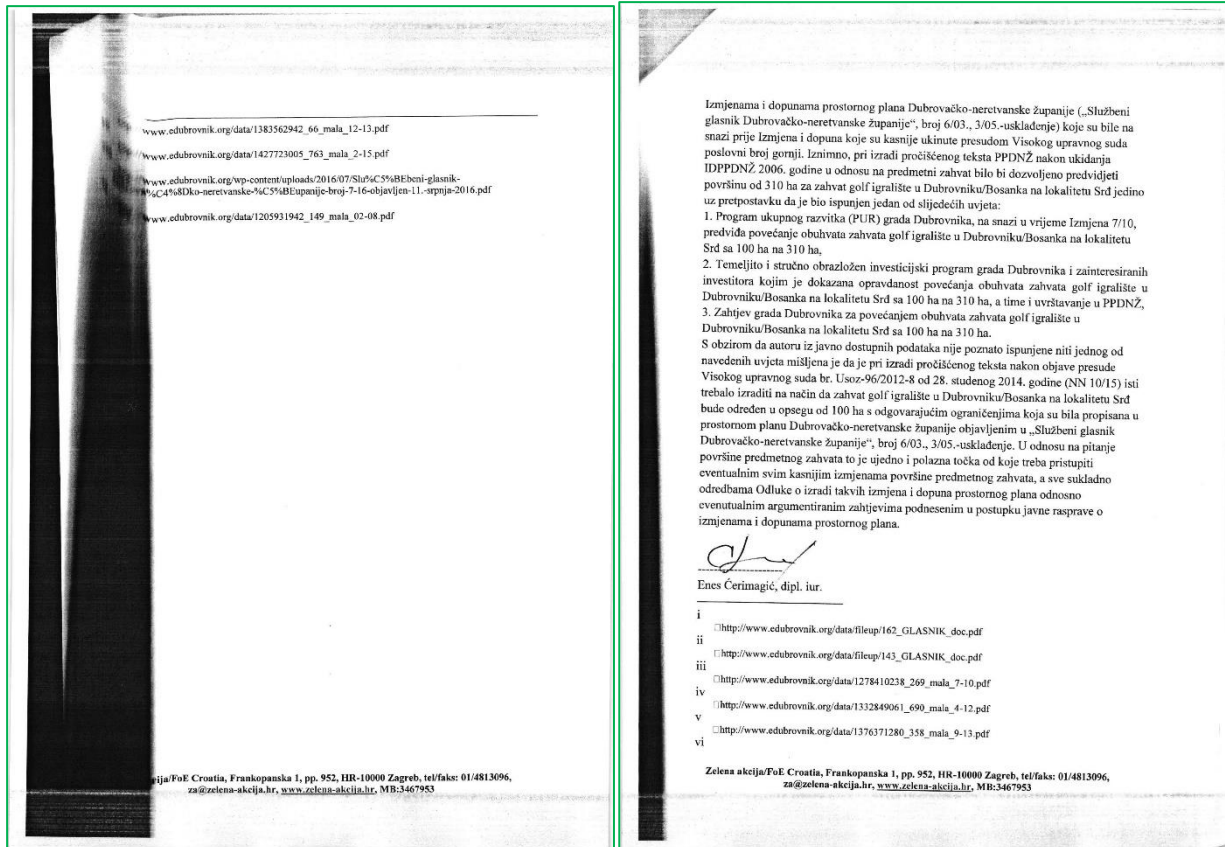 www.edubrovnik.org/data/1383562942_66_mala_12-13.pdf
www.edubrovnik.org/data/1427723005_763_mala_2-15.pdf
www.edubrovnik.org/wp-content/uploads/2016/07/Slu%C5%BEbeni-glasnik-
%C4%8Dko-neretvanske-%C5%BEupanije-broj-7-16-objavljen-11.-srpnja-2016.pdf
www.edubrovnik.org/data/1205931942_149_mala_02-08.pdf
ija/FoE Croatia, Frankopanska 1, pp. 952, HR-10000 Zagreb, tel/faks: 01/4813096,
za@zelena-akcija.hr, www.zelena-akcija.hr, MB:3467953
Izmjenama i dopunama prostornog plana Dubrovačko-neretvanske županije („Službeni
glasnik Dubrovačko-neretvanske županije“, broj 6/03., 3/05.-usklađenje) koje su bile na
snazi prije Izmjena i dopuna koje su kasnije ukinute presudom Visokog upravnog suda
poslovni broj gornji. Iznimno, pri izradi pročišćenog teksta PPDNŽ nakon ukidanja
IDPPDNŽ 2006. godine u odnosu na predmetni zahvat bilo bi dozvoljeno predvidjeti
površinu od 310 ha za zahvat golf igralište u Dubrovniku/Bosanka na lokalitetu Srđ jedino
uz pretpostavku da je bio ispunjen jedan od slijedećih uvjeta:
1. Program ukupnog razvitka (PUR) grada Dubrovnika, na snazi u vrijeme Izmjena 7/10,
predviđa povećanje obuhvata zahvata golf igralište u Dubrovniku/Bosanka na lokalitetu
Srđ sa 100 ha na 310 ha,
2. Temeljito i stručno obrazložen investicijski program grada Dubrovnika i zainteresiranih
investitora kojim je dokazana opravdanost povećanja obuhvata zahvata golf igralište u
Dubrovniku/Bosanka na lokalitetu Srđ sa 100 ha na 310 ha, a time i uvrštavanje u PPDNŽ,
3. Zahtjev grada Dubrovnika za povećanjem obuhvata zahvata golf igralište u
Dubrovniku/Bosanka na lokalitetu Srđ sa 100 ha na 310 ha.
S obzirom da autoru iz javno dostupnih podataka nije poznato ispunjene niti jednog od
navedenih uvjeta mišljena je da je pri izradi pročišćenog teksta nakon objave presude
Visokog upravnog suda br. Usoz-96/2012-8 od 28. studenog 2014. godine (NN 10/15) isti
trebalo izraditi na način da zahvat golf igralište u Dubrovniku/Bosanka na lokalitetu Srđ
bude određen u opsegu od 100 ha s odgovarajućim ograničenjima koja su bila propisana u
prostornom planu Dubrovačko-neretvanske županije objavljenim u „Službeni glasnik
Dubrovačko-neretvanske županije“, broj 6/03., 3/05.-usklađenje. U odnosu na pitanje
površine predmetnog zahvata to je ujedno i polazna točka od koje treba pristupiti
eventualnim svim kasnijim izmjenama površine predmetnog zahvata, a sve sukladno
odredbama Odluke o izradi takvih izmjena i dopuna prostornog plana odnosno
evenutualnim argumentiranim zahtjevima podnesenim u postupku javne rasprave o
izmjenama i dopunama prostornog plana.
Enes Ćerimagić, dipl. iur.
i
http://www.edubrovnik.org/data/fileup/162_GLASNIK_doc.pdf
ii
http://www.edubrovnik.org/data/fileup/143_GLASNIK_doc.pdf
iii
http://www.edubrovnik.org/data/1278410238_269_mala_7-10.pdf
iv
http://www.edubrovnik.org/data/1332849061_690_mala_4-12.pdf
v
http://www.edubrovnik.org/data/1376371280_358_mala_9-13.pdf
vi
Zelena akcija/FoE Croatia, Frankopanska 1, pp. 952, HR-10000 Zagreb, tel/faks: 01/4813096,
za@zelena-akcija.hr, www.zelena-akcija.hr, MB:3467953